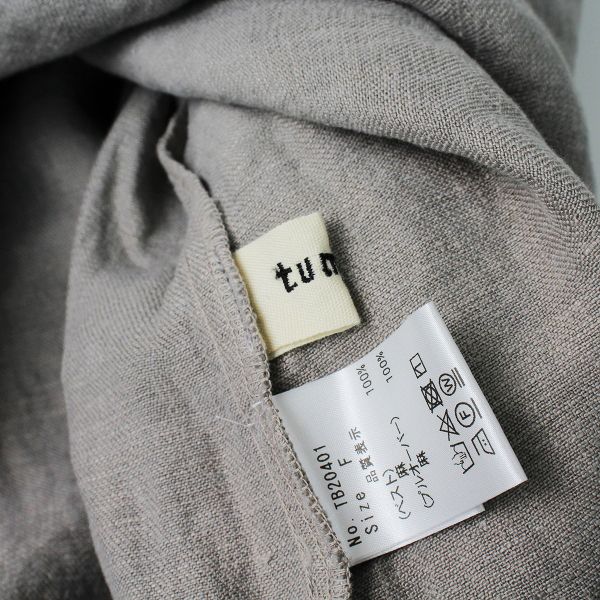 tun
No. TB20401
Size F
品質表示
(ベスト)麻 100%
(プルオーバー)
麻 100%
F
W